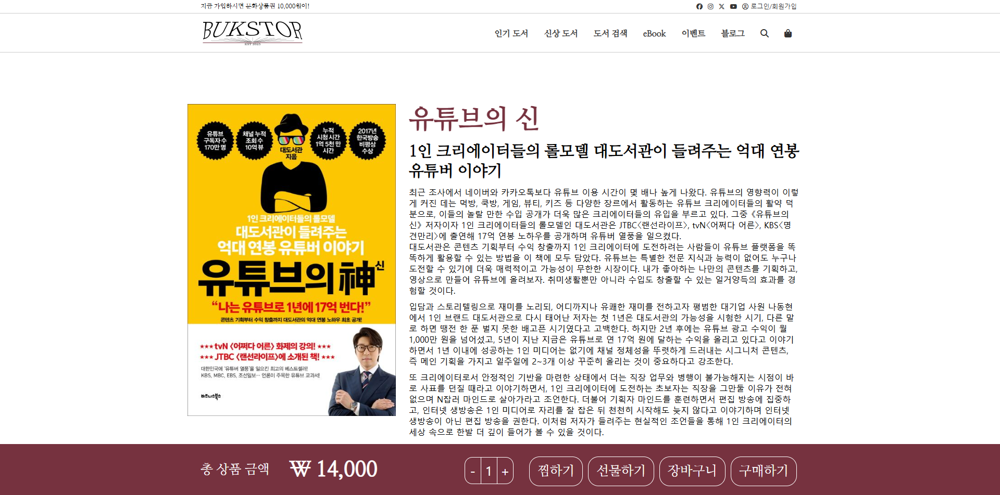 지금 가입하시면 문화상품권 10,000원이!
로그인/회원가입
BUKSTOR
EST 2025
인기 도서
신상 도서
도서 검색
eBook
이벤트
블로그
유튜브
구독자 수
170만 명
채널 누적
조회 수
10억 뷰
대도서관
지음
누적
시청 시간
1억 5천 만
시간
2017년
한국방송
비평상
수상
1인 크리에이터들의 롤모델
대도서관이 들려주는
억대 연봉 유튜버 이야기
유튜브의神신
“나는 유튜브로 1년에 17억 번다!”
콘텐츠 기획부터 수익 창출까지 대도서관의 억대 연봉 노하우 최초 공개!
★★★ tvN 〈어쩌다 어른〉 화제의 강의! ★★★
★★★ JTBC 〈랜선라이프〉에 소개된 책! ★★★
대한민국에 ‘유튜버 열풍’을 일으킨 최고의 베스트셀러!
KBS, MBC, EBS, 조선일보… 언론이 주목한 유튜브 교과서!
비즈니스북스
유튜브의 신
1인 크리에이터들의 롤모델 대도서관이 들려주는 억대 연봉
유튜버 이야기
최근 조사에서 네이버와 카카오톡보다 유튜브 이용 시간이 몇 배나 높게 나왔다. 유튜브의 영향력이 이렇
게 커진 데는 먹방, 쿡방, 게임, 뷰티, 키즈 등 다양한 장르에서 활동하는 유튜브 크리에이터들의 활약 덕
분으로, 이들의 놀랄 만한 수입 공개가 더욱 많은 크리에이터들의 유입을 부르고 있다. 그중 《유튜브의
신》 저자이자 1인 크리에이터들의 롤모델인 대도서관은 JTBC〈랜선라이프〉, tvN〈어쩌다 어른〉, KBS〈명
견만리〉에 출연해 17억 연봉 노하우를 공개하며 유튜버 열풍을 일으켰다.
대도서관은 콘텐츠 기획부터 수익 창출까지 1인 크리에이터에 도전하려는 사람들이 유튜브 플랫폼을 똑
똑하게 활용할 수 있는 방법을 이 책에 모두 담았다. 유튜브는 특별한 전문 지식과 능력이 없어도 누구나
도전할 수 있기에 더욱 매력적이고 가능성이 무한한 시장이다. 내가 좋아하는 나만의 콘텐츠를 기획하고,
영상으로 만들어 유튜브에 올려보자. 취미생활뿐만 아니라 수입도 창출할 수 있는 일거양득의 효과를 경
험할 것이다.
입담과 스토리텔링으로 재미를 노리되, 어디까지나 유쾌한 재미를 전하고자 평범한 대기업 사원 나동현
에서 1인 브랜드 대도서관으로 다시 태어난 저자는 첫 1년은 대도서관의 가능성을 시험한 시기, 다른 말
로 하면 땡전 한 푼 벌지 못한 배고픈 시기였다고 고백한다. 하지만 2년 후에는 유튜브 광고 수익이 월
1,000만 원을 넘어섰고, 5년이 지난 지금은 유튜브로 연 17억 원에 달하는 수익을 올리고 있다고 이야기
하면서 1년 이내에 성공하는 1인 미디어는 없기에 채널 정체성을 뚜렷하게 드러내는 시그니처 콘텐츠,
즉 메인 기획을 가지고 일주일에 2~3개 이상 꾸준히 올리는 것이 중요하다고 강조한다.
또 크리에이터로서 안정적인 기반을 마련한 상태에서 더는 직장 업무와 병행이 불가능해지는 시점이 바
로 사표를 던질 때라고 이야기하면서, 1인 크리에이터에 도전하는 초보자는 직장을 그만둘 이유가 전혀
없으며 N잡러 마인드로 살아가라고 조언한다. 더불어 기획자 마인드를 훈련하면서 편집 방송에 집중하
고, 인터넷 생방송은 1인 미디어로 자리를 잘 잡은 뒤 천천히 시작해도 늦지 않다고 이야기하며 인터넷
생방송이 아닌 편집 방송을 권한다. 이처럼 저자가 들려주는 현실적인 조언들을 통해 1인 크리에이터의
세상 속으로 한발 더 깊이 들어가 볼 수 있을 것이다.
총 상품 금액
₩ 14,000
- 1 +
찜하기
선물하기
장바구니
구매하기